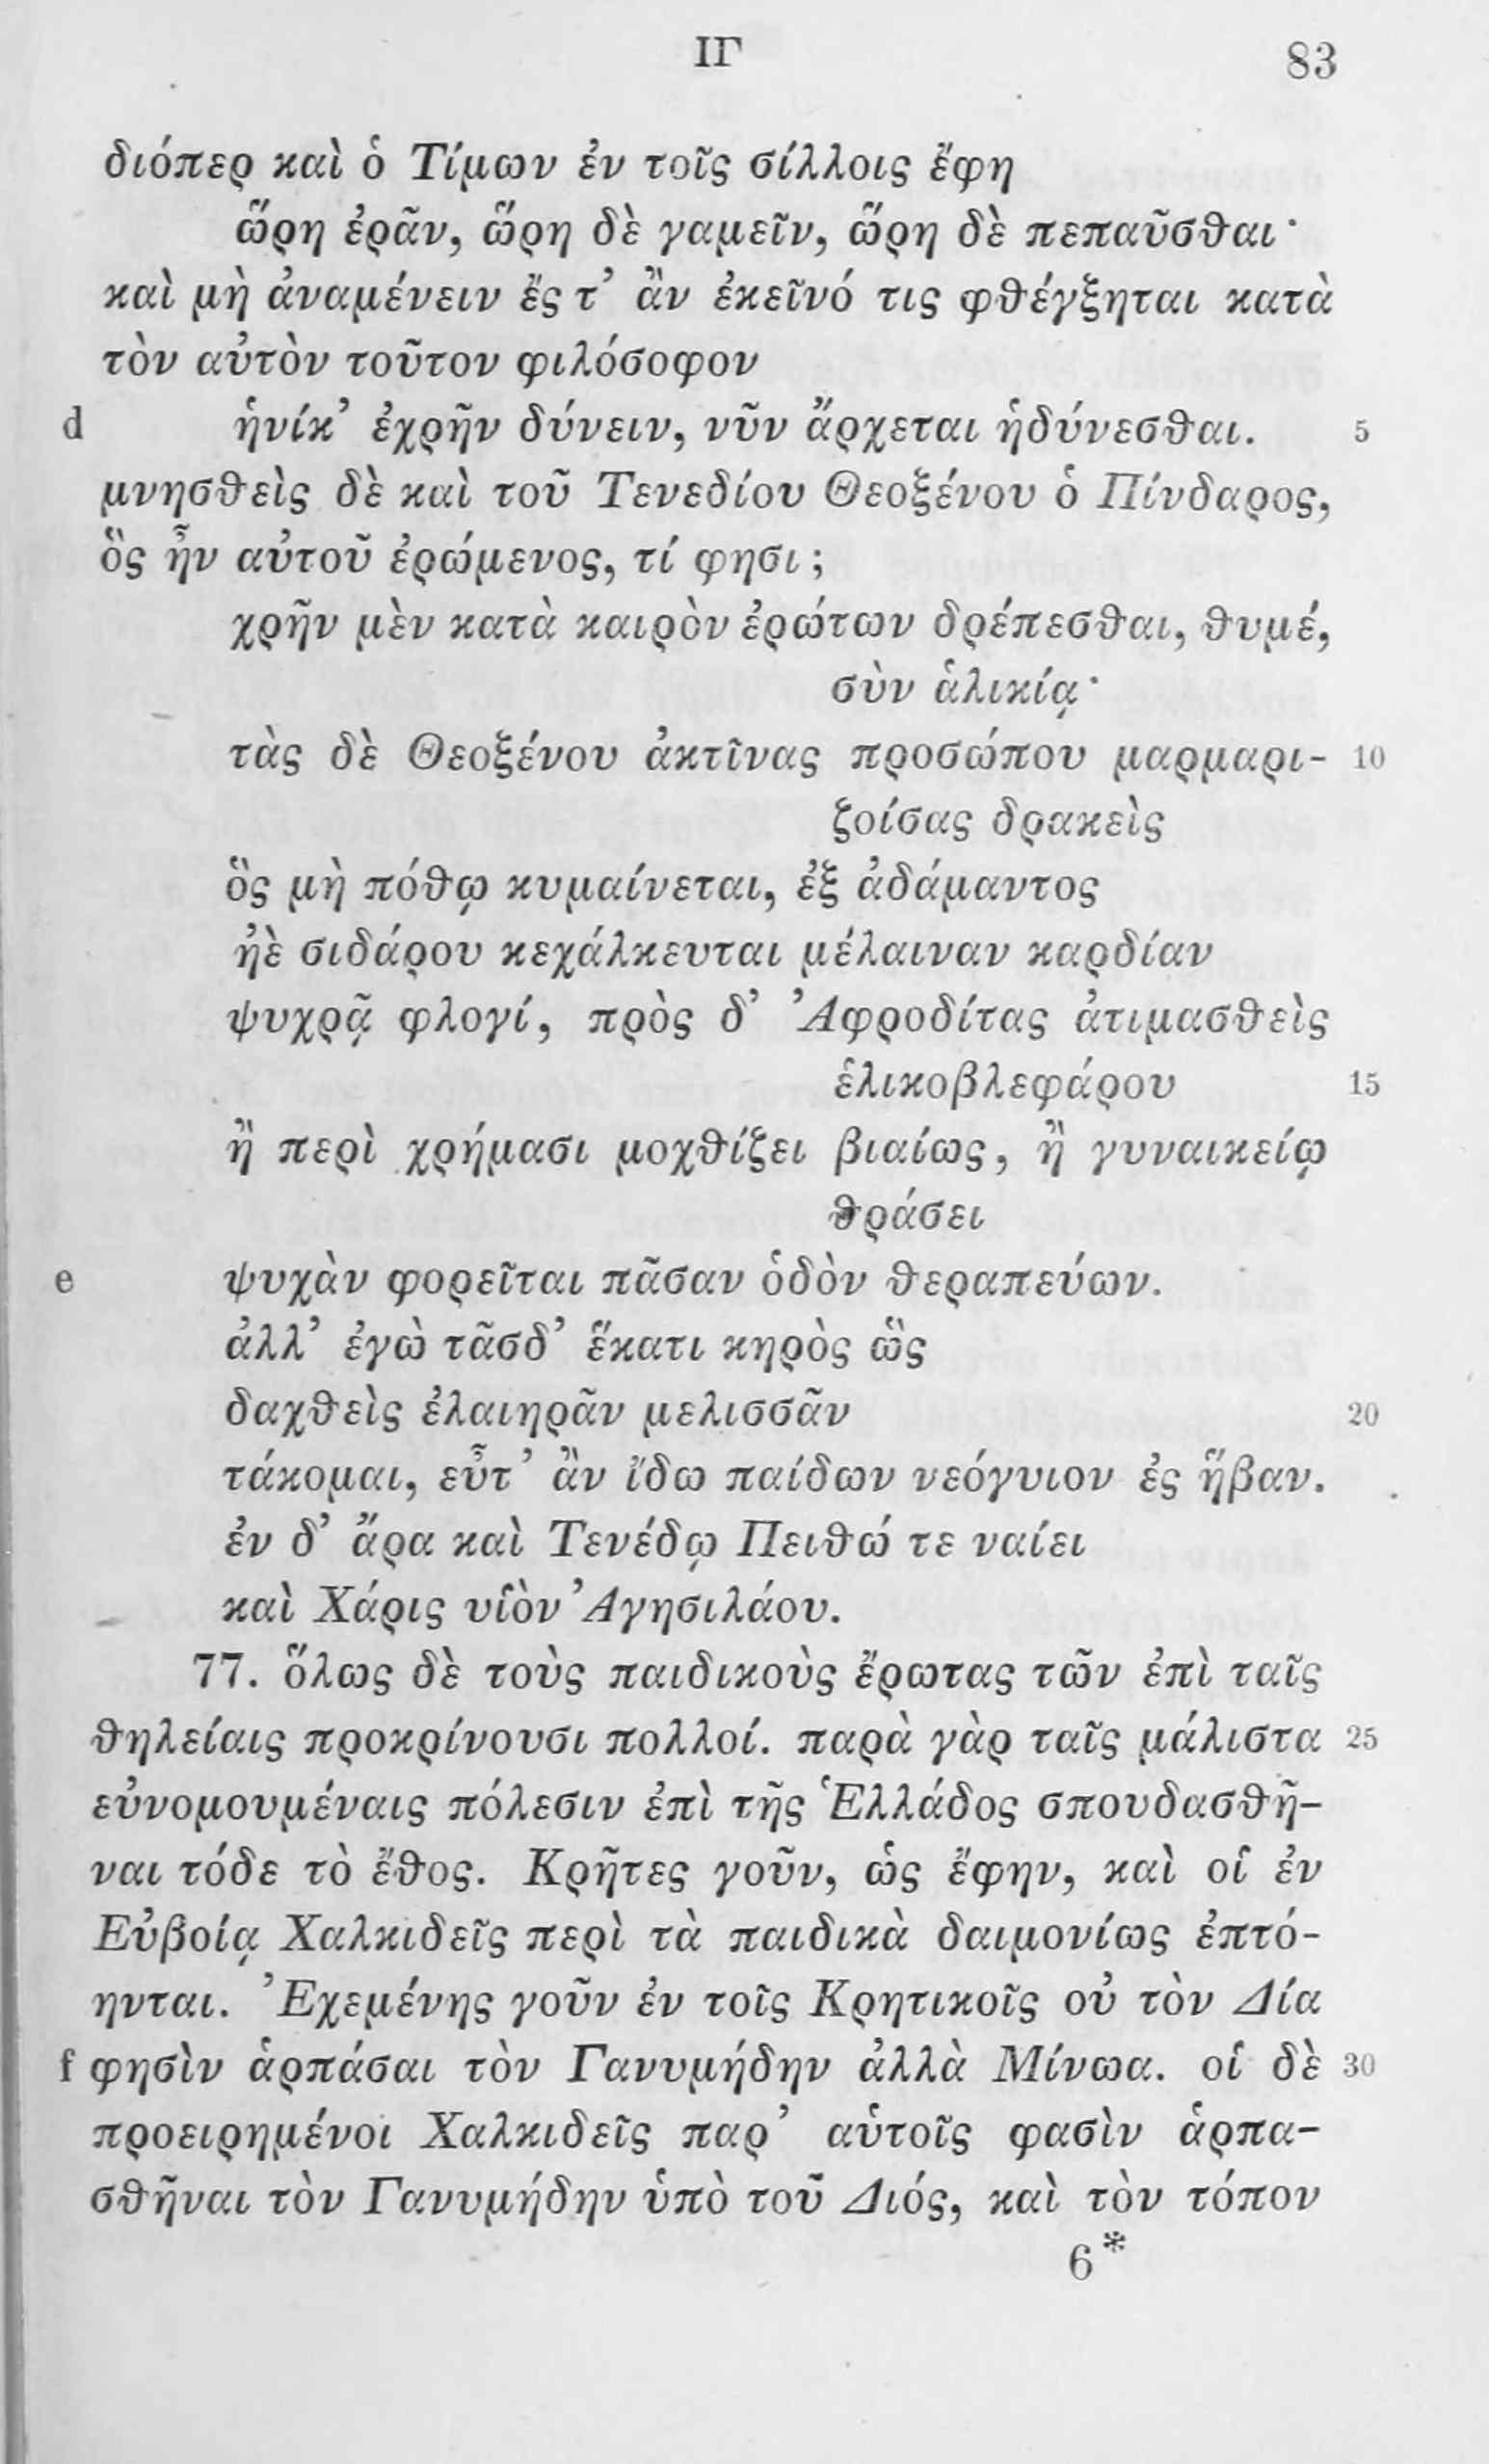 ΙΓ 83
διόπερ καὶ ὁ Τίμων ἐν τοῖς σίλλοις ἔφη
ὥρη ἐρᾶν, ὥρη δὲ γαμεῖν, ὥρη δὲ πεπαῦσθαι·
καὶ μὴ ἀναμένειν ἔς τ’ ἂν ἐκεῖνό τις φθέγξηται κατὰ
τὸν αὐτὸν τοῦτον φιλόσοφον
d ἡνίκ’ ἐχρῆν δύνειν, νῦν ἄρχεται ἡδύνεσθαι. 5
μνησθεὶς δὲ καὶ τοῦ Τενεδίου Θεοξένου ὁ Πίνδαρος,
ὃς ἦν αὐτοῦ ἐρώμενος, τί φησι;
χρῆν μὲν κατὰ καιρὸν ἐρώτων δρέπεσθαι, θυμέ,
σὺν ἁλικίᾳ·
τὰς δὲ Θεοξένου ἀκτῖνας προσώπου μαρμαρι- 10
ζοίσας δρακεὶς
ὃς μὴ πόθῳ κυμαίνεται, ἐξ ἀδάμαντος
ἠὲ σιδάρου κεχάλκευται μέλαιναν καρδίαν
ψυχρᾷ φλογί, πρὸς δ’ Ἀφροδίτας ἀτιμασθεὶς
ἑλικοβλεφάρου 15
ἢ περὶ χρήμασι μοχθίζει βιαίως, ἢ γυναικείῳ
θράσει
e ψυχὰν φορεῖται πᾶσαν ὁδὸν θεραπεύων.
ἀλλ’ ἐγὼ τᾶσδ’ ἕκατι κηρὸς ὣς
δαχθεὶς ἐλαιηρᾶν μελισσᾶν 20
τάκομαι, εὖτ’ ἂν ἴδω παίδων νεόγυιον ἐς ἥβαν.
ἐν δ’ ἄρα καὶ Τενέδῳ Πειθώ τε ναίει
καὶ Χάρις υἱὸν Ἀγησιλάου.
77. ὅλως δὲ τοὺς παιδικοὺς ἔρωτας τῶν ἐπὶ ταῖς
θηλείαις προκρίνουσι πολλοί. παρὰ γὰρ ταῖς μάλιστα 25
εὐνομουμέναις πόλεσιν ἐπὶ τῆς Ἑλλάδος σπουδασθῆ-
ναι τόδε τὸ ἔθος. Κρῆτες γοῦν, ὡς ἔφην, καὶ οἱ ἐν
Εὐβοίᾳ Χαλκιδεῖς περὶ τὰ παιδικὰ δαιμονίως ἐπτό-
ηνται. Ἐχεμένης γοῦν ἐν τοῖς Κρητικοῖς οὐ τὸν Δία
f φησὶν ἁρπάσαι τὸν Γανυμήδην ἀλλὰ Μίνωα. οἱ δὲ 30
προειρημένοι Χαλκιδεῖς παρ’ αὑτοῖς φασὶν ἁρπα-
σθῆναι τὸν Γανυμήδην ὑπὸ τοῦ Διός, καὶ τὸν τόπον
6*